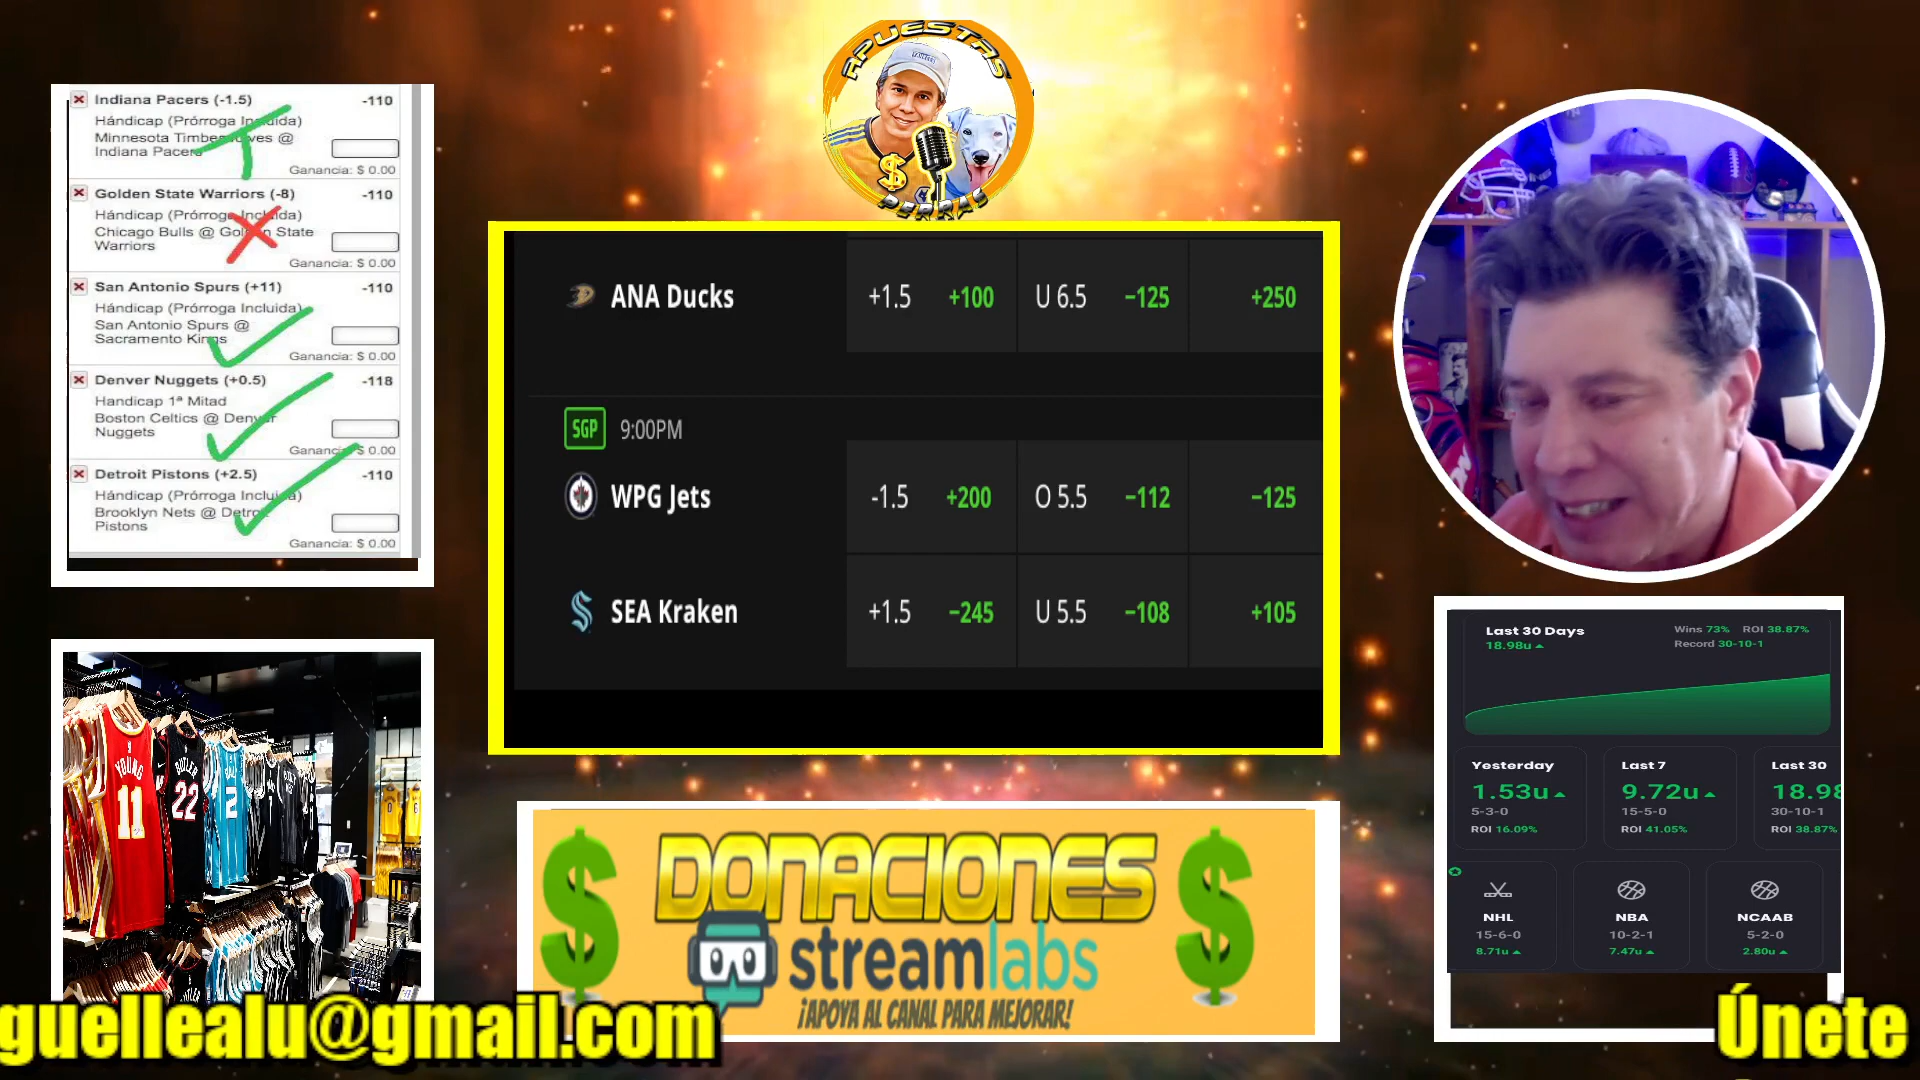 APUESTAS
PERRAS
Indiana Pacers (-1.5) -110
Hándicap (Prórroga Incluida)
Minnesota Timberwolves @
Indiana Pacers
Ganancia: $ 0.00
Golden State Warriors (-8) -110
Hándicap (Prórroga Incluida)
Chicago Bulls @ Golden State
Warriors
Ganancia: $ 0.00
San Antonio Spurs (+11) -110
Hándicap (Prórroga Incluida)
San Antonio Spurs @
Sacramento Kings
Ganancia: $ 0.00
Denver Nuggets (+0.5) -118
Handicap 1ª Mitad
Boston Celtics @ Denver
Nuggets
Ganancia: $ 0.00
Detroit Pistons (+2.5) -110
Hándicap (Prórroga Incluida)
Brooklyn Nets @ Detroit
Pistons
Ganancia: $ 0.00
ANA Ducks +1.5 +100 U 6.5 −125 +250
SGP 9:00PM
WPG Jets -1.5 +200 O 5.5 −112 −125
SEA Kraken +1.5 −245 U 5.5 −108 +105
Last 30 Days Wins 73% ROI 38.87%
18.98u Record 30-10-1
Yesterday Last 7 Last 30
1.53u 9.72u 18.98
5-3-0 15-5-0 30-10-1
ROI 16.09% ROI 41.05% ROI 38.87%
NHL NBA NCAAB
15-6-0 10-2-1 5-2-0
8.71u 7.47u 2.80u
YOUNG
11
BUTLER
22
2
$ DONACIONES $
streamlabs
¡APOYA AL CANAL PARA MEJORAR!
guellealu@gmail.com
Únete